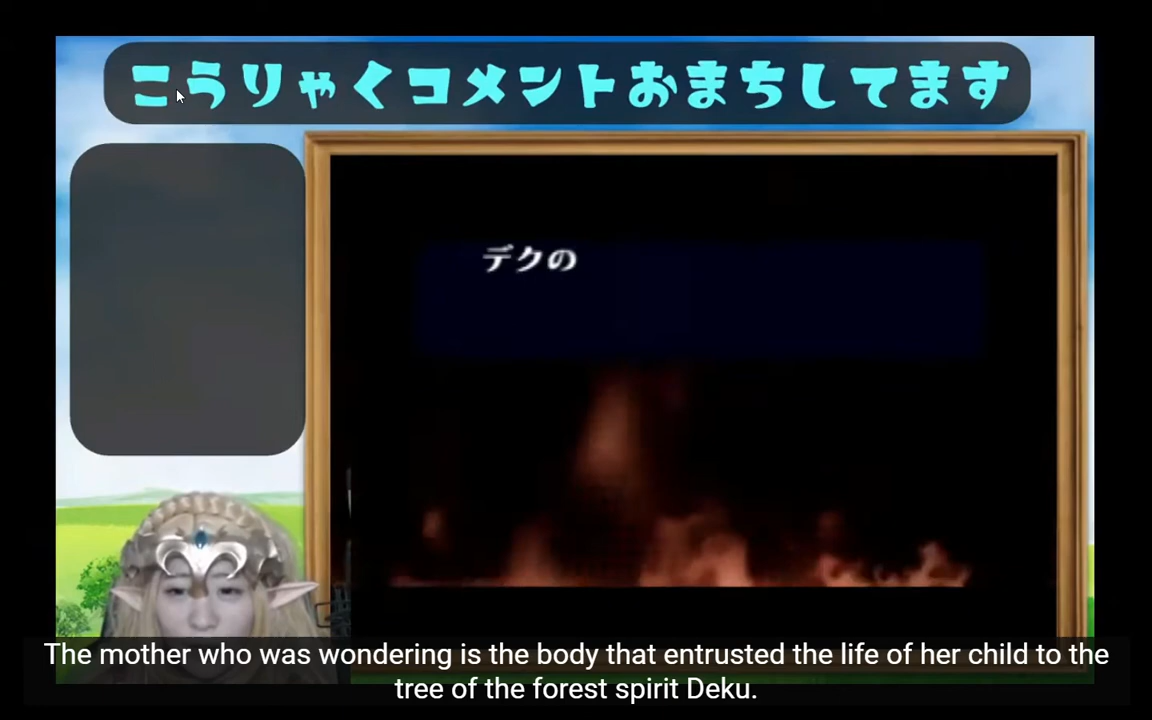 こうりゃくコメントおまちしてます
デクの
The mother who was wondering is the body that entrusted the life of her child to the
tree of the forest spirit Deku.